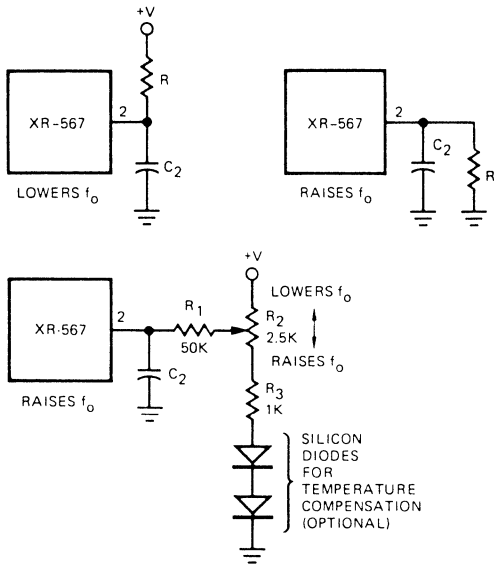 +V
R
2
XR-567
C2
LOWERS fo
2
XR-567
C2
R
RAISES fo
+V
LOWERS fo
R2
2.5K
RAISES fo
2
R1
50K
XR-567
C2
RAISES fo
R3
1K
SILICON
DIODES
FOR
TEMPERATURE
COMPENSATION
(OPTIONAL)